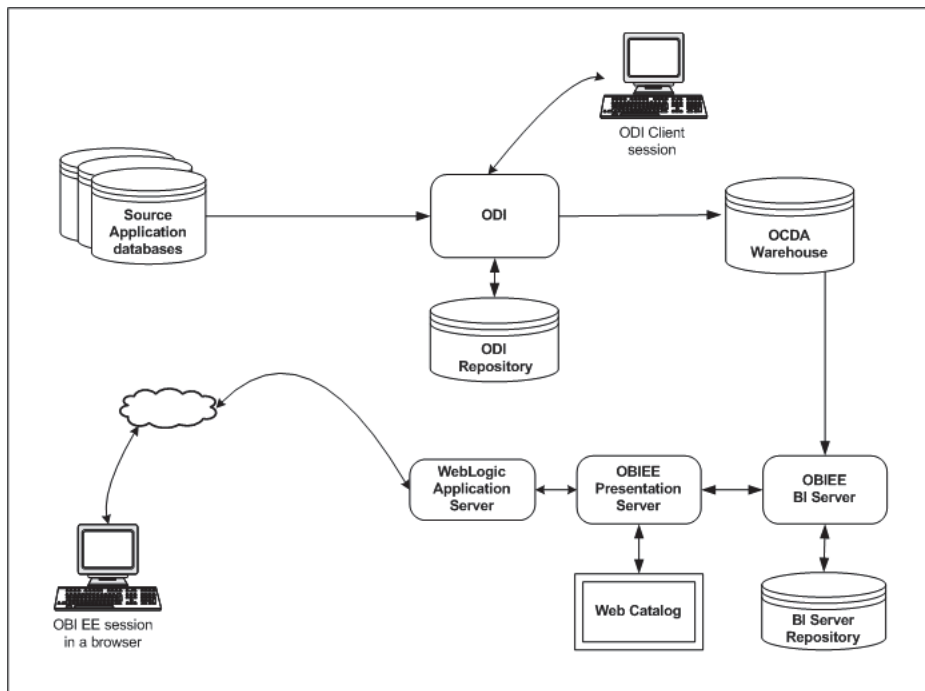 ODI Client
session
Source
Application
databases
ODI
OCDA
Warehouse
ODI
Repository
WebLogic
Application
Server
OBIEE
Presentation
Server
OBIEE
BI Server
Web Catalog
BI Server
Repository
OBI EE session
in a browser